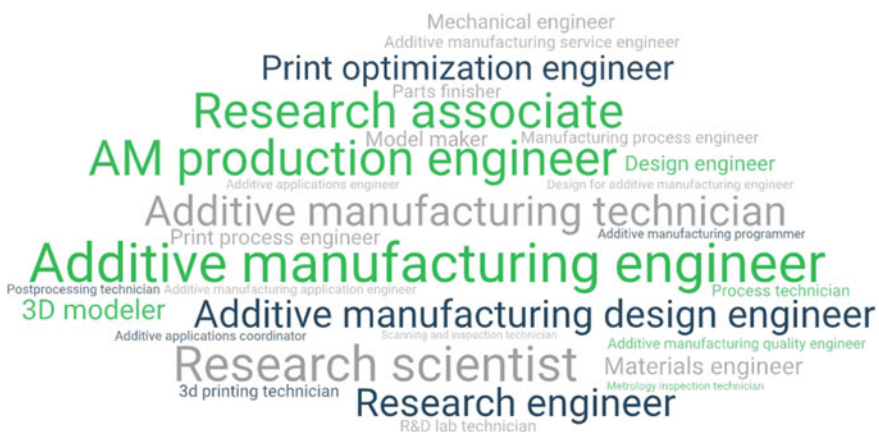 Mechanical engineer
Additive manufacturing service engineer
Print optimization engineer
Parts finisher
Research associate
Model maker
Manufacturing process engineer
AM production engineer
Design engineer
Additive applications engineer
Design for additive manufacturing engineer
Additive manufacturing technician
Print process engineer
Additive manufacturing programmer
Additive manufacturing engineer
Postprocessing technician
Additive manufacturing application engineer
Process technician
3D modeler
Additive manufacturing design engineer
Additive applications coordinator
Scanning and inspection technician
Additive manufacturing quality engineer
Research scientist
Materials engineer
3d printing technician
Metrology inspection technician
Research engineer
R&D lab technician